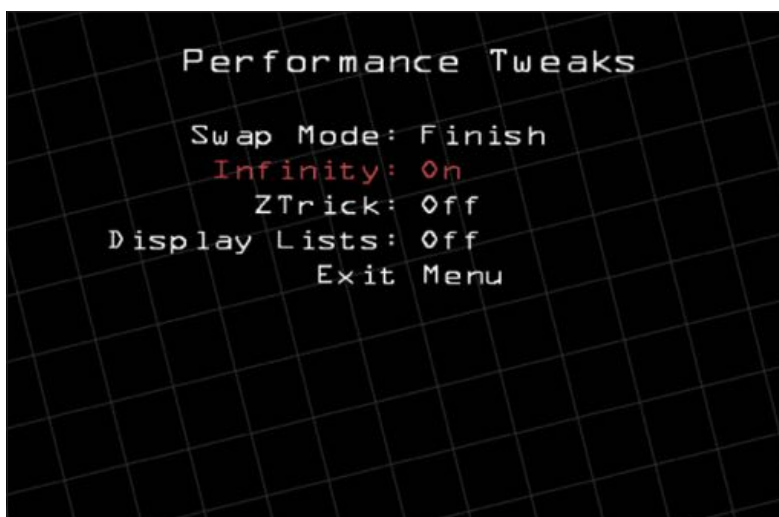 Performance Tweaks
Swap Mode: Finish
Infinity: On
ZTrick: Off
Display Lists: Off
Exit Menu